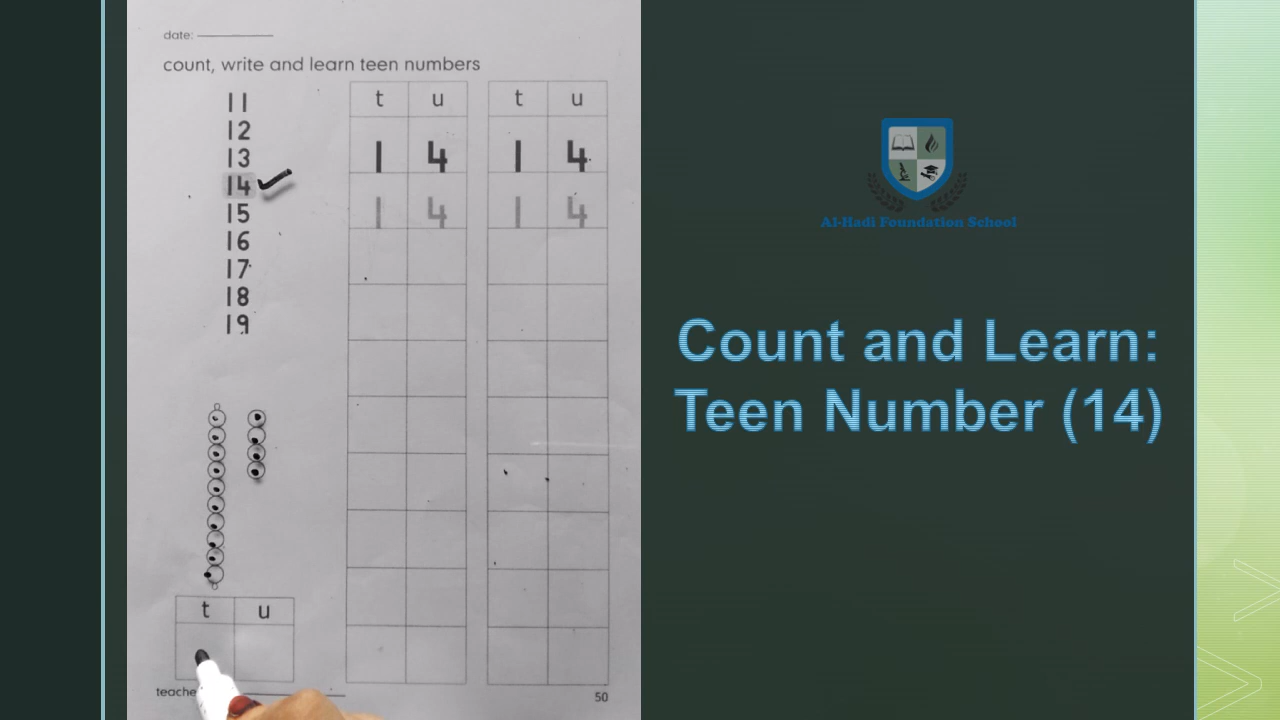 date:
count, write and learn teen numbers
11
12
13
14
15
16
17
18
19
t u t u
1 4 1 4
1 4 1 4
t u
teache
50
Al-Hadi Foundation School
Count and Learn:
Teen Number (14)